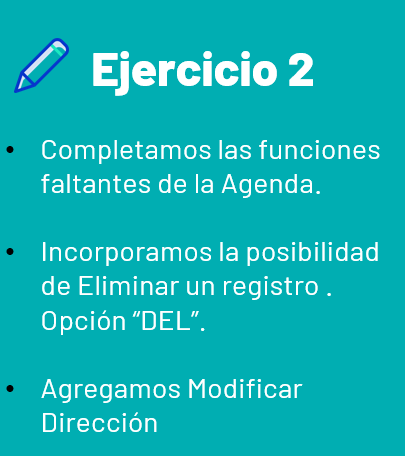 Ejercicio 2
• Completamos las funciones
faltantes de la Agenda.
• Incorporamos la posibilidad
de Eliminar un registro .
Opción “DEL”.
• Agregamos Modificar
Dirección